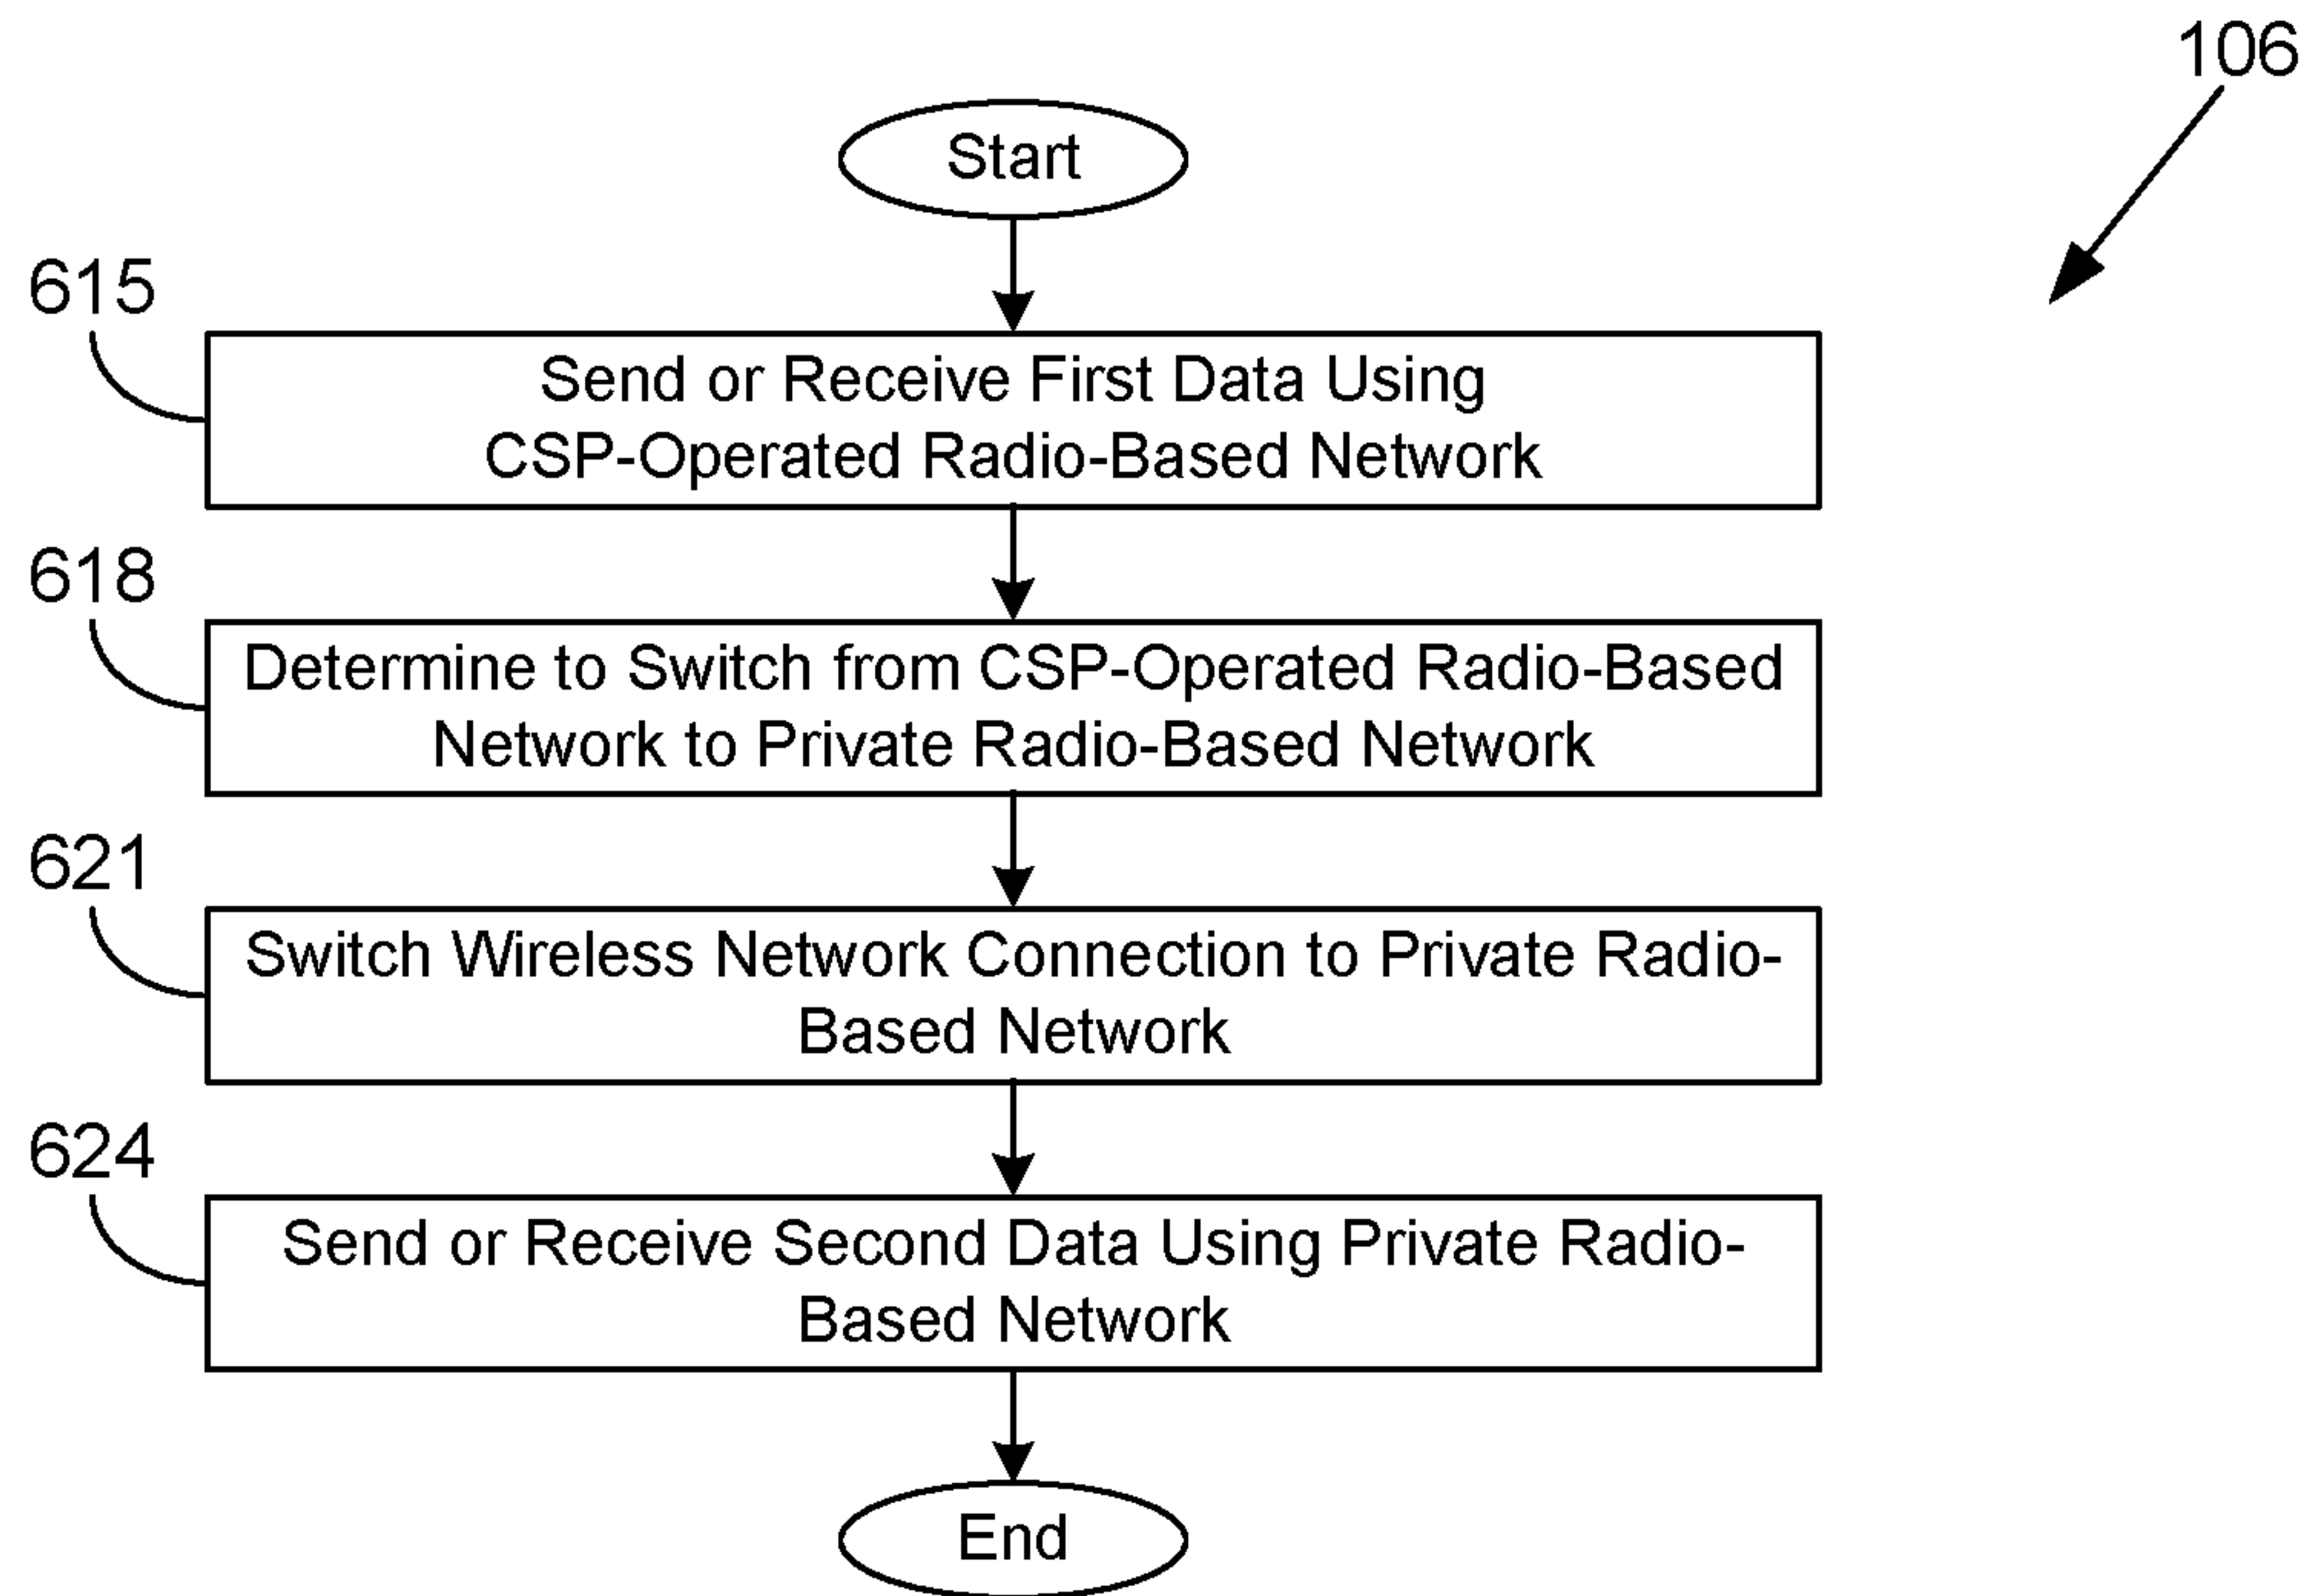 106
Start
615
Send or Receive First Data Using
CSP-Operated Radio-Based Network
618
Determine to Switch from CSP-Operated Radio-Based
Network to Private Radio-Based Network
621
Switch Wireless Network Connection to Private Radio-
Based Network
624
Send or Receive Second Data Using Private Radio-
Based Network
End